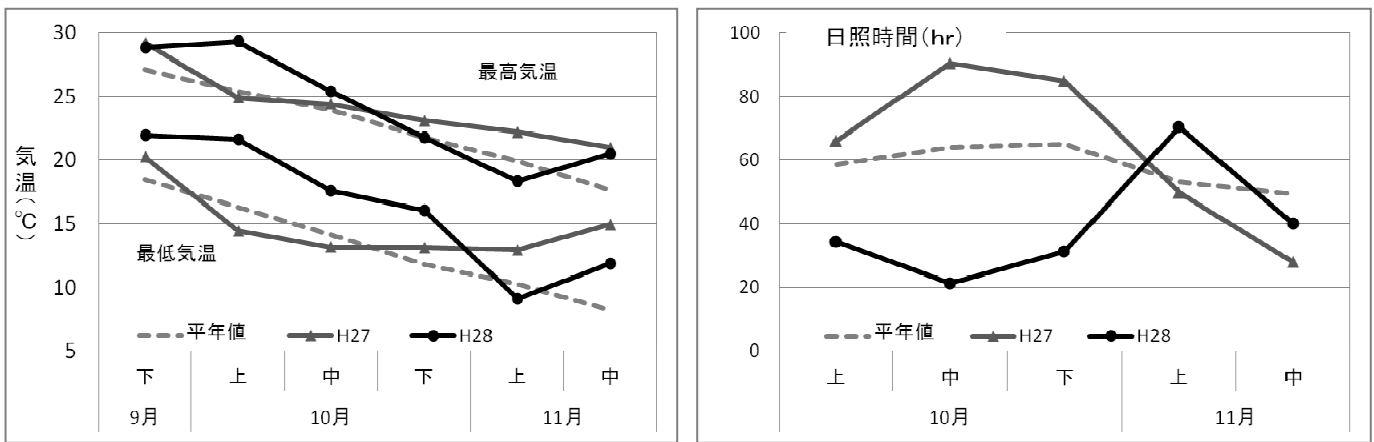 30
25
20
15
10
5
気温(℃)
最高気温
最低気温
平年値 H27 H28
下 上 中 下 上 中
9月 10月 11月
日照時間(hr)
100
80
60
40
20
0
平年値 H27 H28
上 中 下 上 中
10月 11月